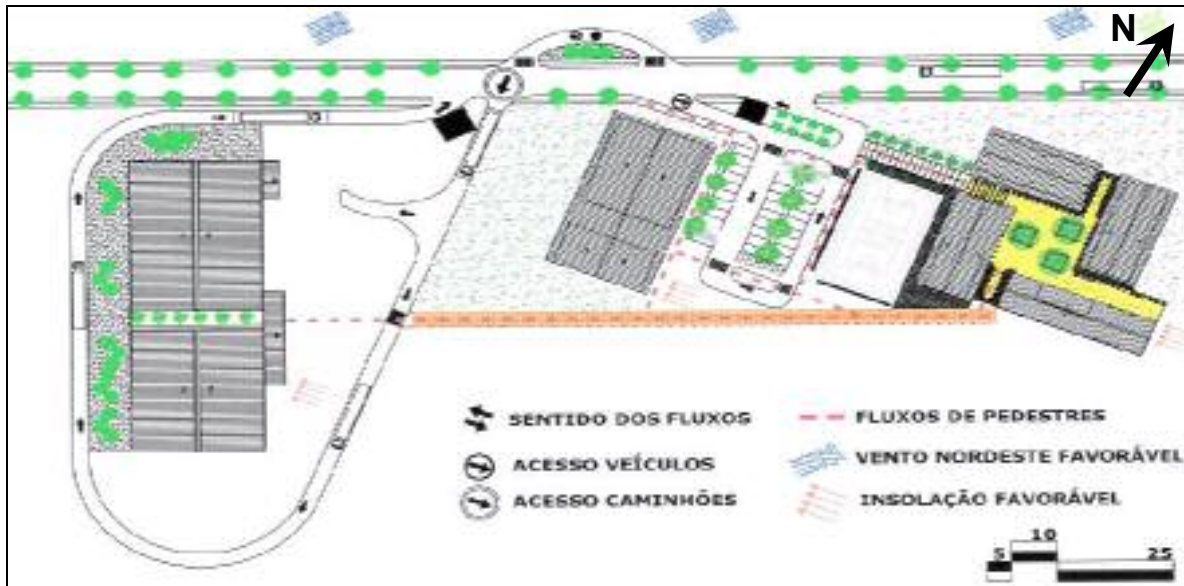 N
SENTIDO DOS FLUXOS
FLUXOS DE PEDESTRES
ACESSO VEÍCULOS
VENTO NORDESTE FAVORÁVEL
ACESSO CAMINHÕES
INSOLAÇÃO FAVORÁVEL
5 10 25